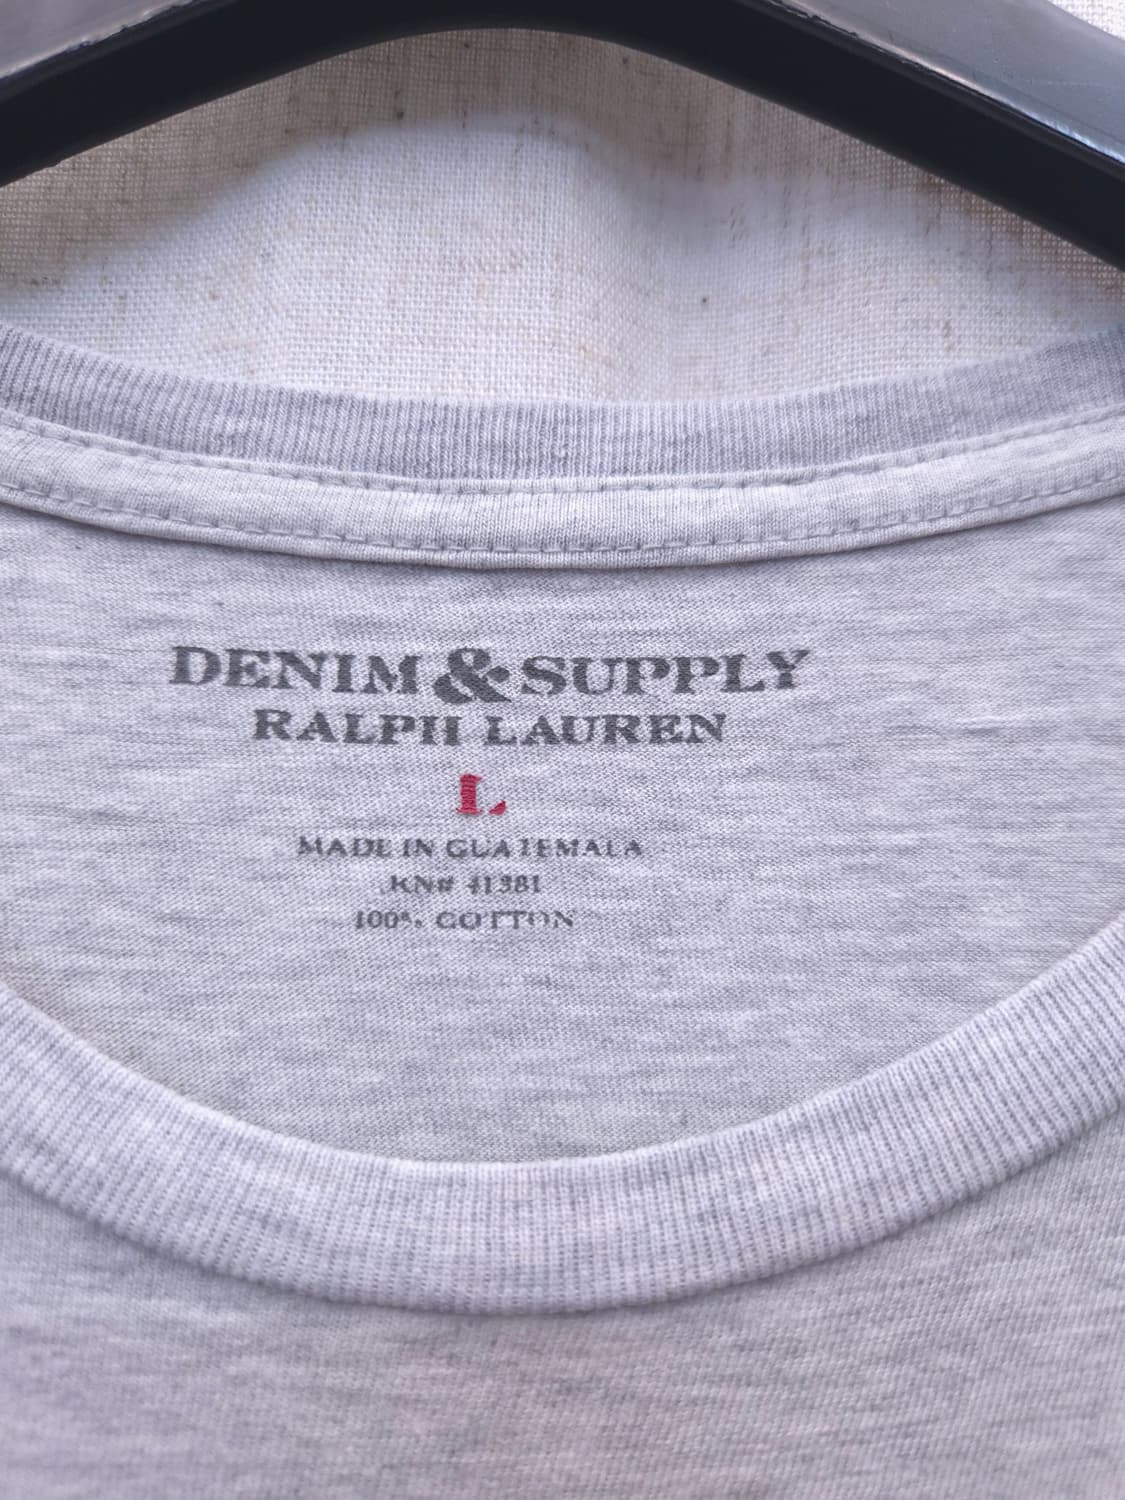 DENIM & SUPPLY
RALPH LAUREN
L
MADE IN GUATEMALA
RN# 41381
100% COTTON